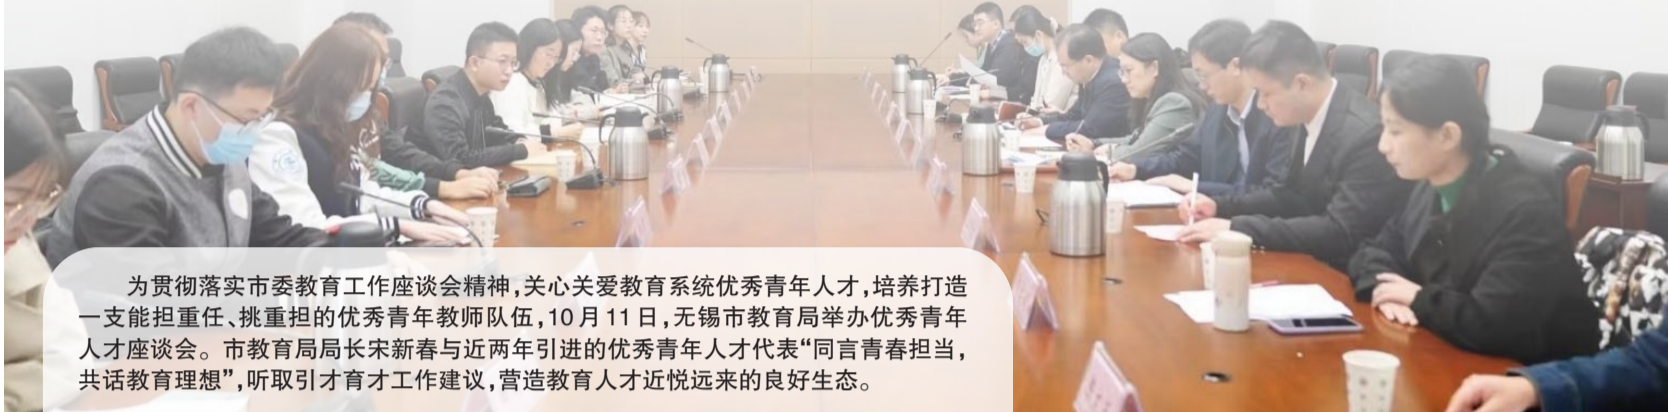 为贯彻落实市委教育工作座谈会精神,关心关爱教育系统优秀青年人才,培养打造
一支能担重任、挑重担的优秀青年教师队伍,10月11日,无锡市教育局举办优秀青年
人才座谈会。市教育局局长宋新春与近两年引进的优秀青年人才代表“同言青春担当,
共话教育理想”,听取引才育才工作建议,营造教育人才近悦远来的良好生态。